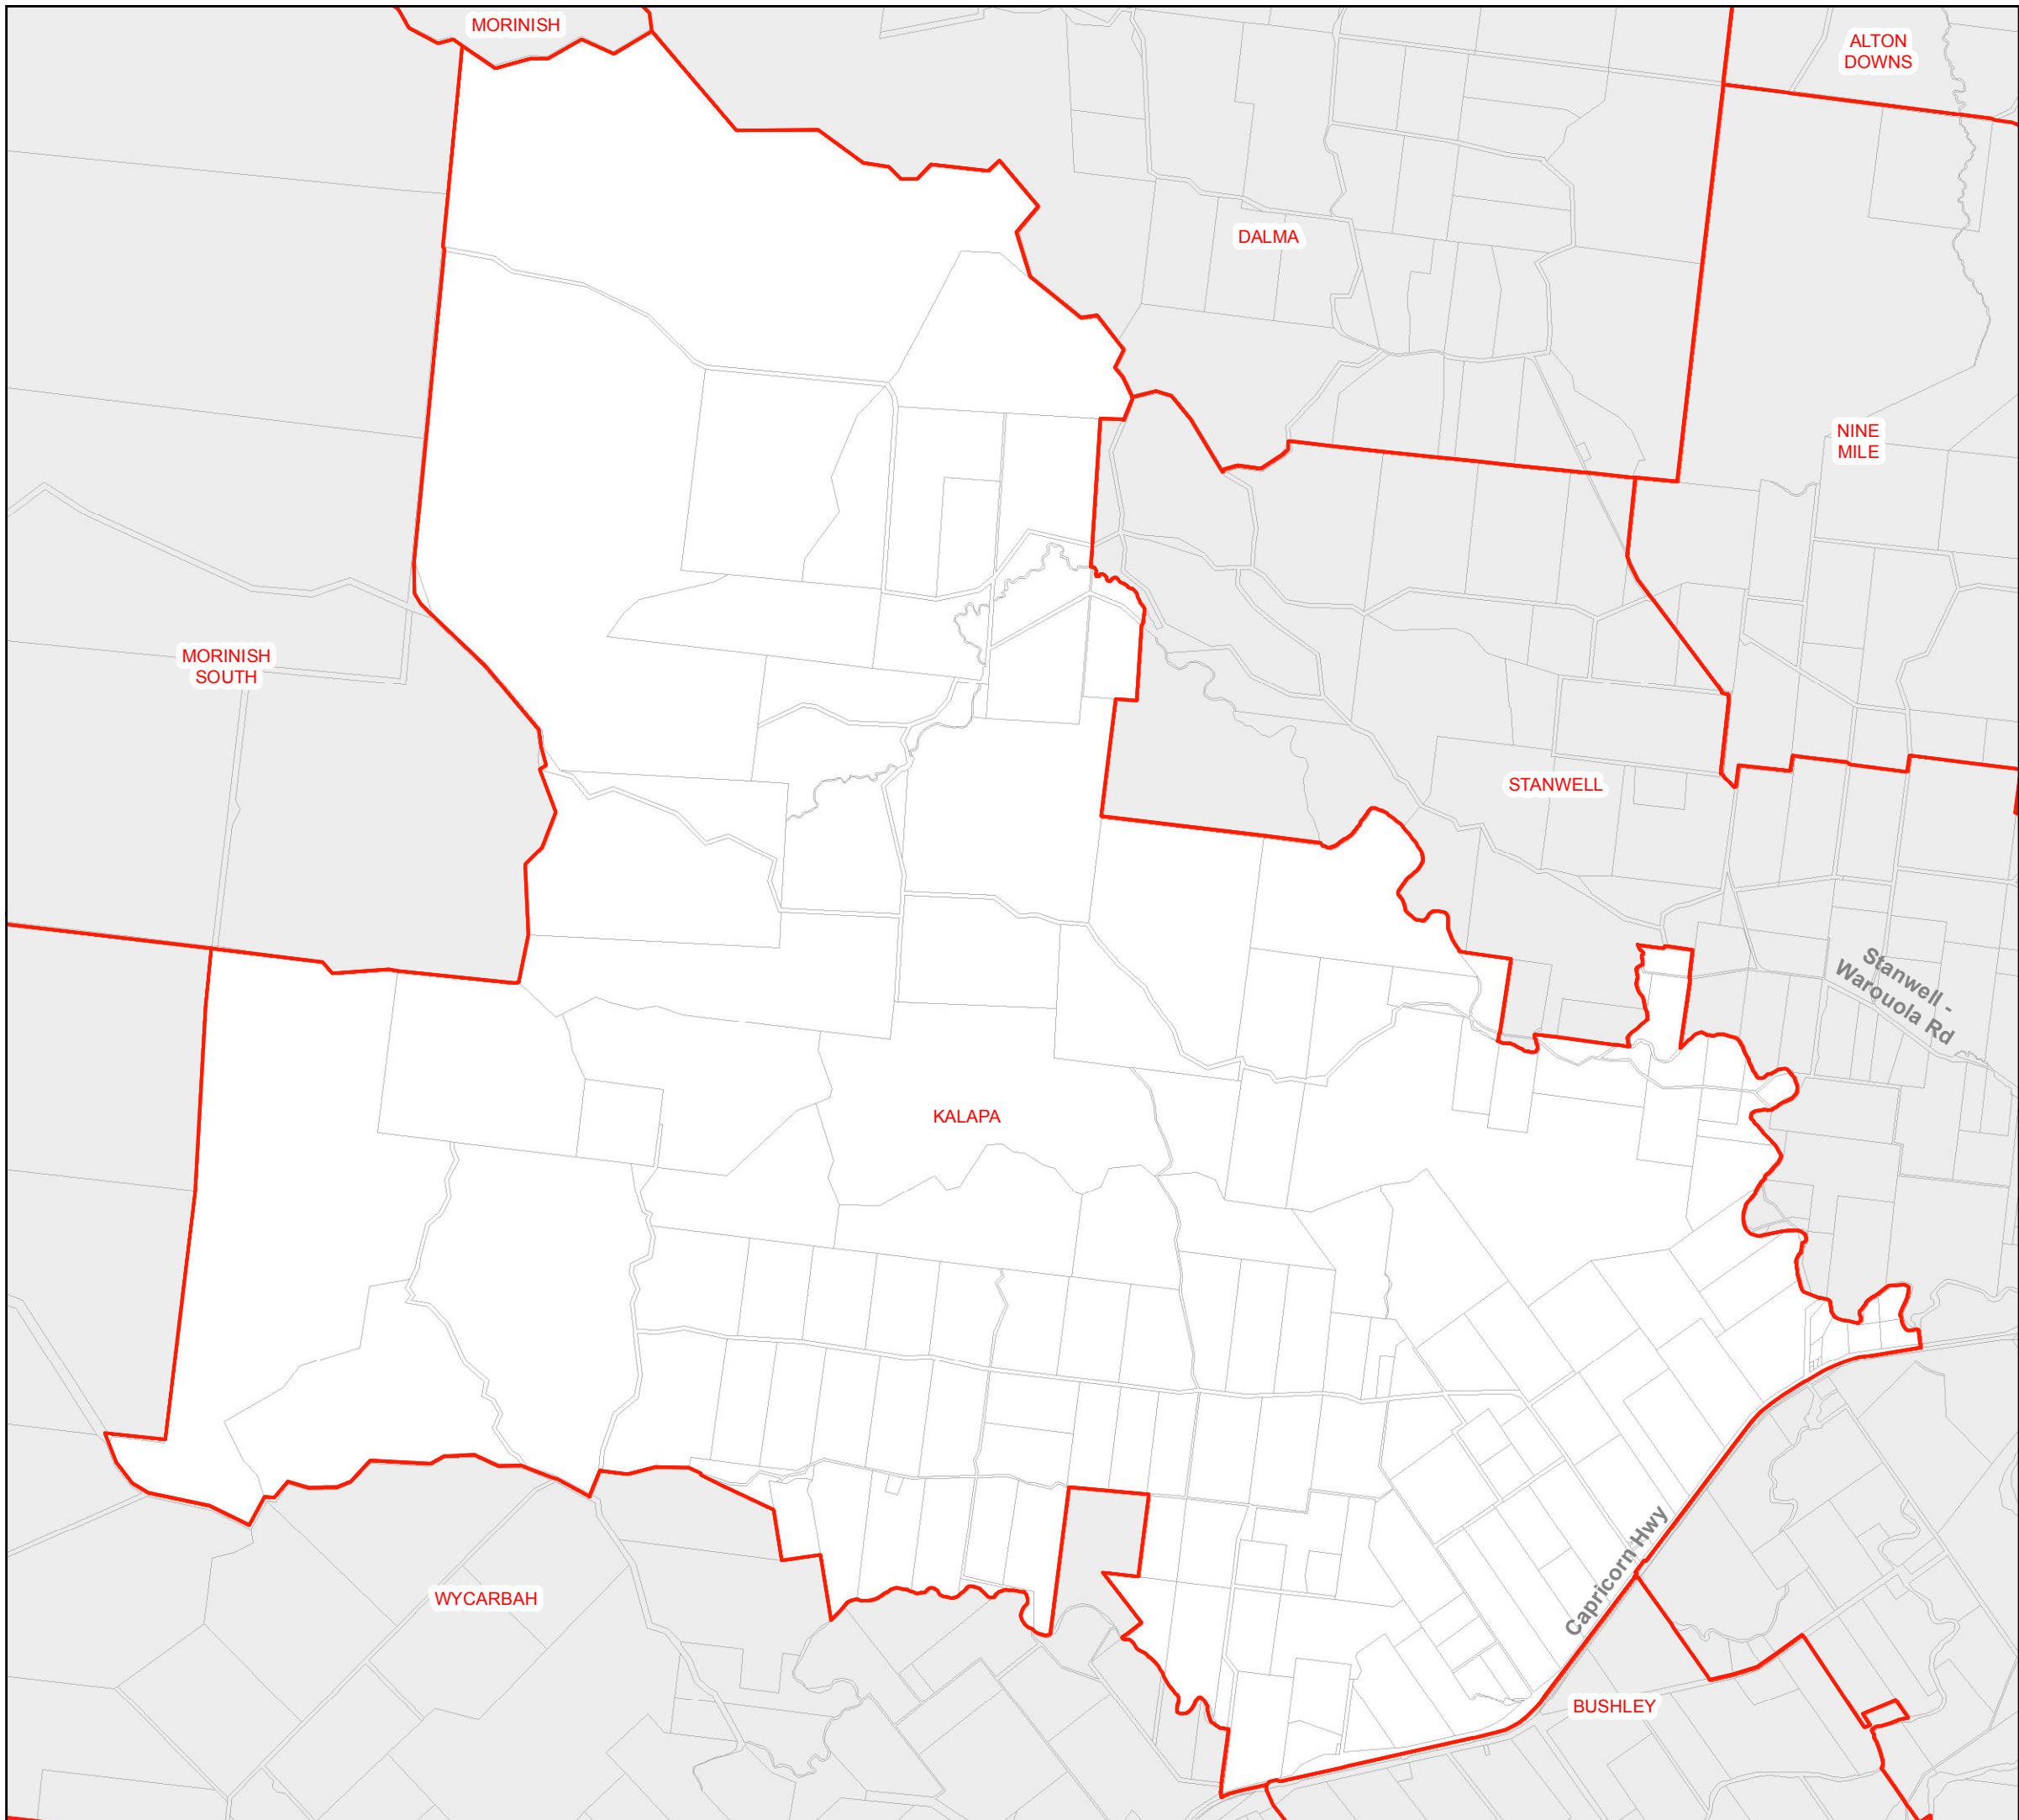 MORINISH
ALTON
DOWNS
DALMA
NINE
MILE
MORINISH
SOUTH
STANWELL
Stanwell -
Warouola Rd
KALAPA
Capricorn Hwy
WYCARBAH
BUSHLEY